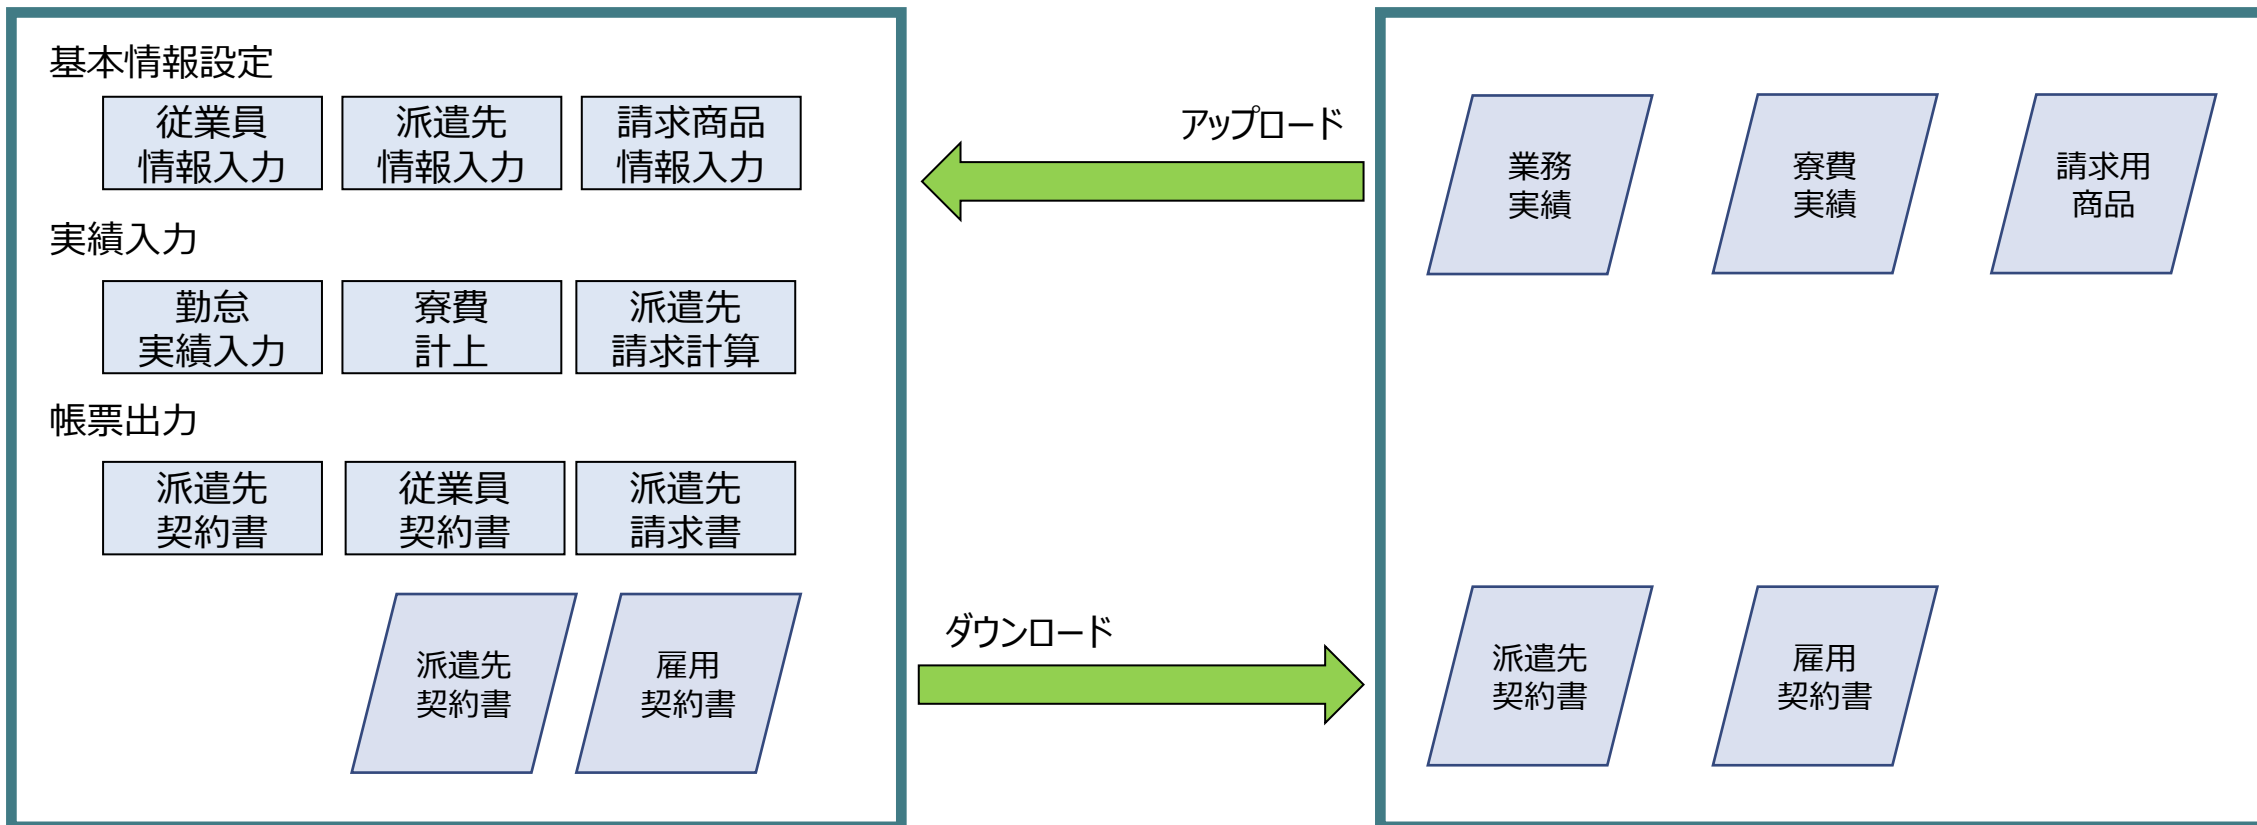 基本情報設定
従業員
情報入力
派遣先
情報入力
請求商品
情報入力
実績入力
勤怠
実績入力
寮費
計上
派遣先
請求計算
帳票出力
派遣先
契約書
従業員
契約書
派遣先
請求書
派遣先
契約書
雇用
契約書
アップロード
ダウンロード
業務
実績
寮費
実績
請求用
商品
派遣先
契約書
雇用
契約書